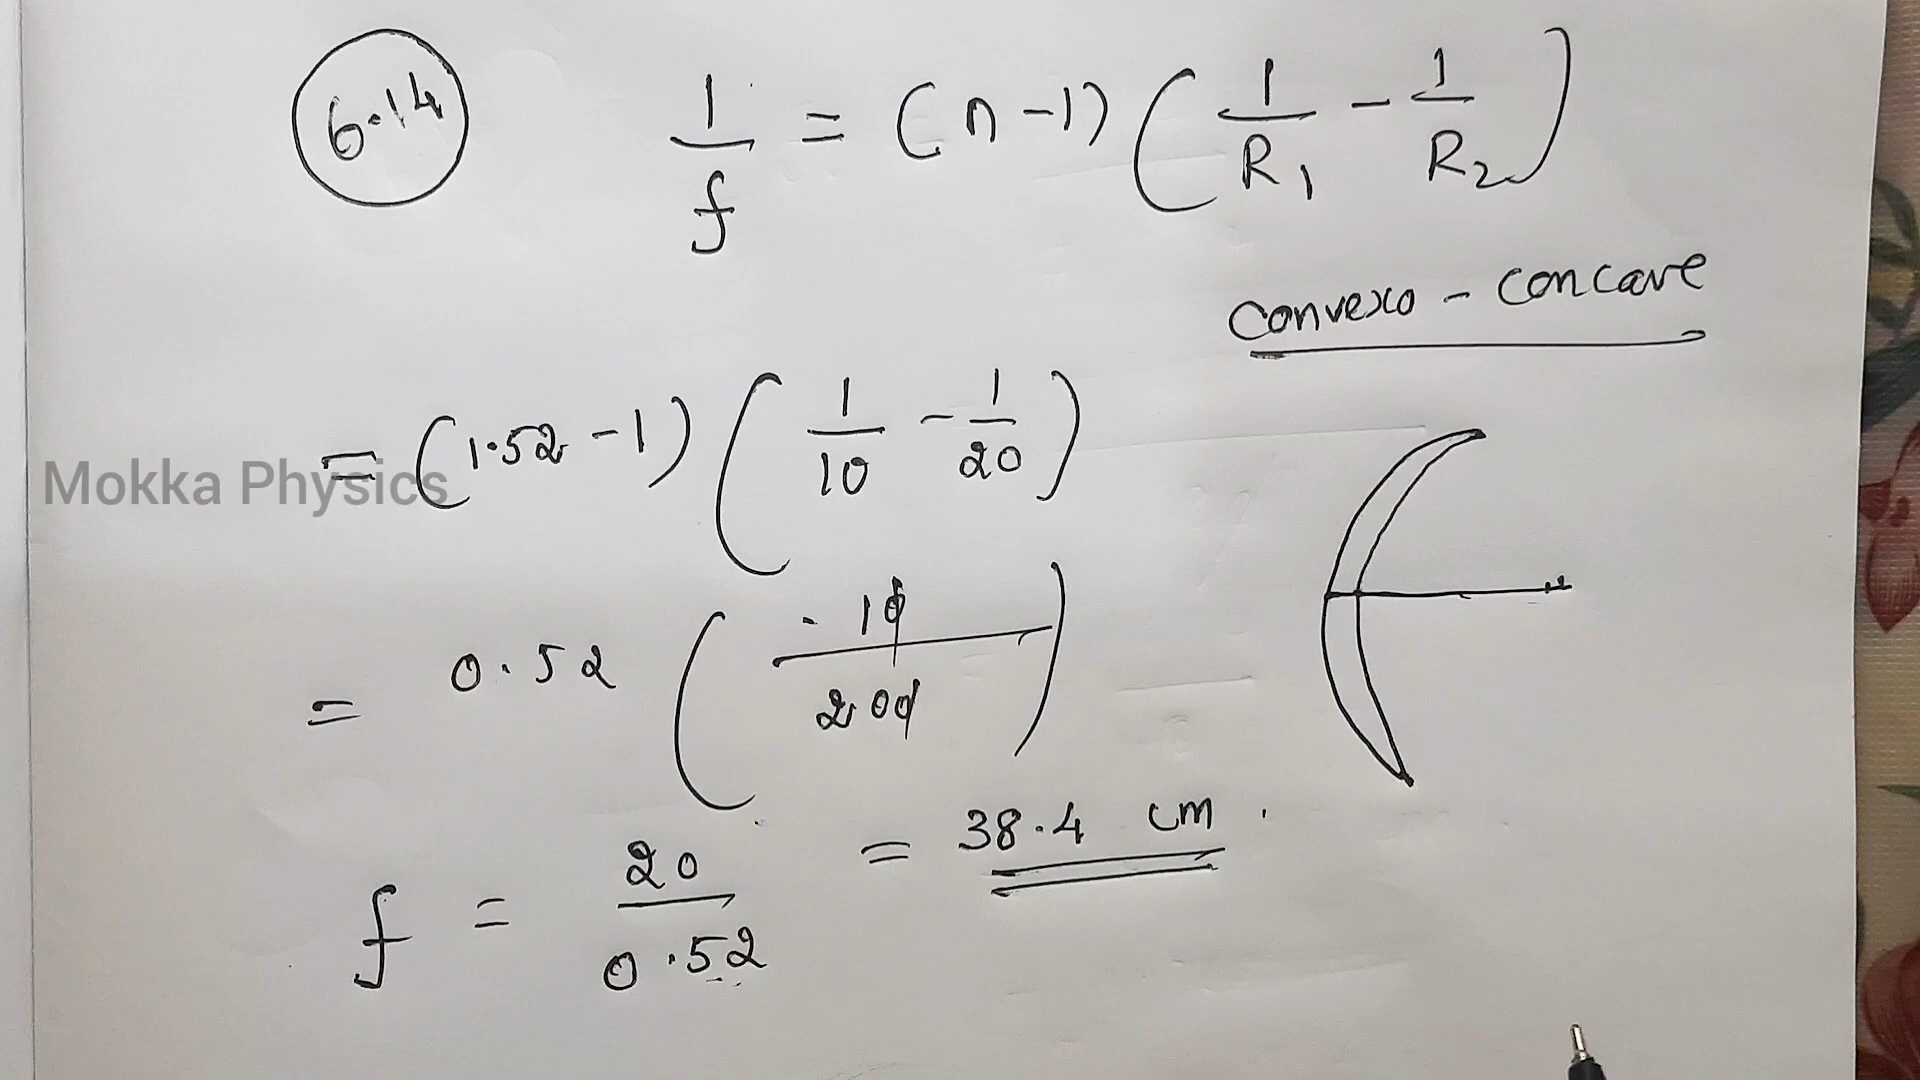 6.14
1/f = (n-1) (1/R₁ - 1/R₂)
convexo - concave
= (1.52 - 1) (1/10 - 1/20)
Mokka Physics
= 0.52 (- 10/200)
f = 20/0.52 = 38.4 cm.